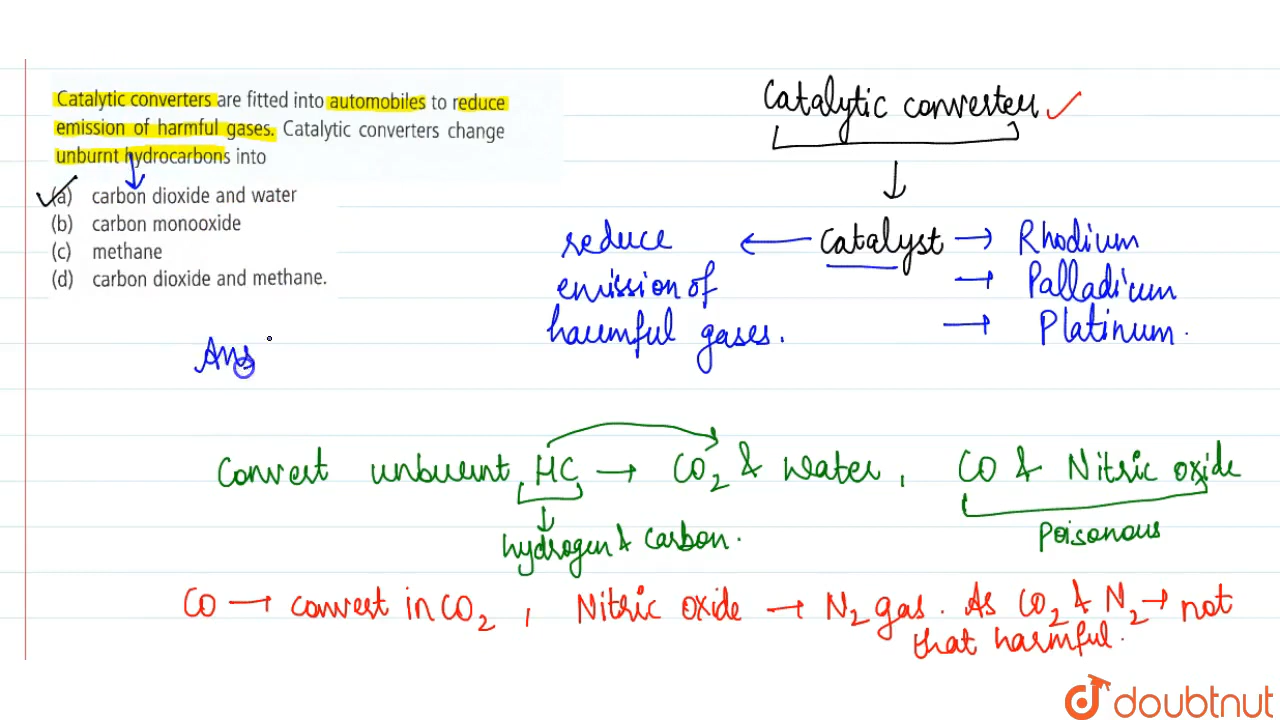 Catalytic converters are fitted into automobiles to reduce
emission of harmful gases. Catalytic converters change
unburnt hydrocarbons into
(a) carbon dioxide and water
(b) carbon monooxide
(c) methane
(d) carbon dioxide and methane.
Catalytic converter
reduce ← Catalyst → Rhodium
emission of → Palladium
harmful gases. → Platinum.
Ans
Convert unburnt HC → CO2 & water, CO & Nitric oxide
hydrogen & carbon.
Poisonous
CO → convert in CO2, Nitric oxide → N2 gas. As CO2 & N2 → not
that harmful.
doubtnut